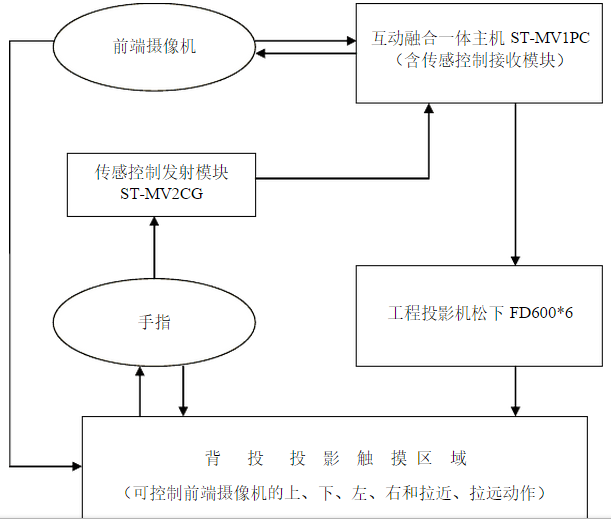 前端摄像机
互动融合一体主机 ST-MV1PC
（含传感控制接收模块）
传感控制发射模块
ST-MV2CG
手指
工程投影机松下 FD600*6
背 投 投 影 触 摸 区 域
（可控制前端摄像机的上、下、左、右和拉近、拉远动作）